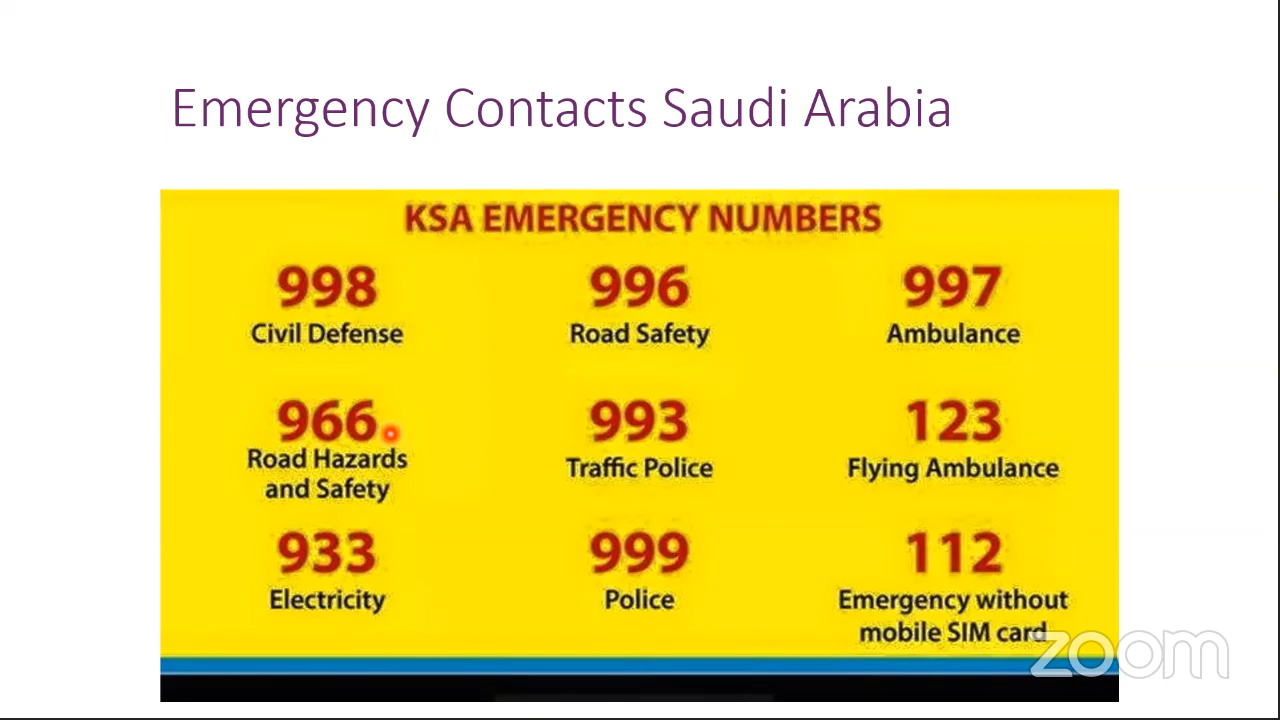 Emergency Contacts Saudi Arabia
KSA EMERGENCY NUMBERS
998
Civil Defense
996
Road Safety
997
Ambulance
966
Road Hazards
and Safety
993
Traffic Police
123
Flying Ambulance
933
Electricity
999
Police
112
Emergency without
mobile SIM card
zoom